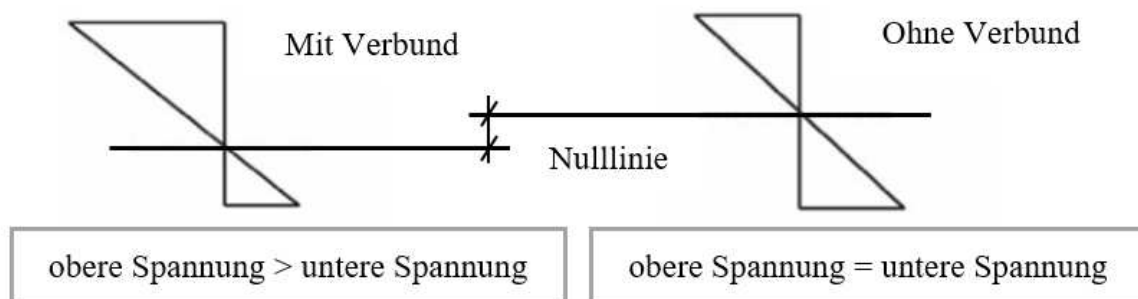 Mit Verbund
Ohne Verbund
Nulllinie
obere Spannung > untere Spannung
obere Spannung = untere Spannung